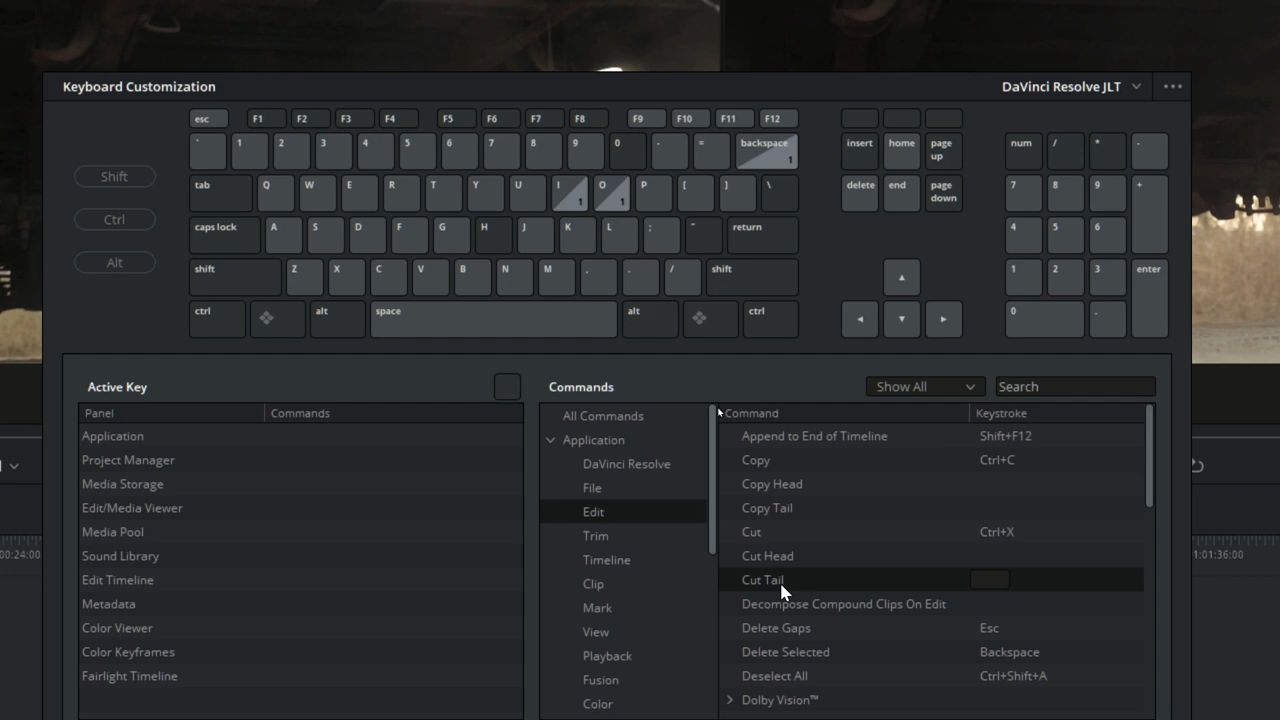 Keyboard Customization
DaVinci Resolve JLT
esc F1 F2 F3 F4 F5 F6 F7 F8 F9 F10 F11 F12
` 1 2 3 4 5 6 7 8 9 0 - = backspace 1
insert home page up
num / * -
tab Q W E R T Y U I 1 O 1 P [ ] \
delete end page down
7 8 9 +
caps lock A S D F G H J K L ; " return
4 5 6
shift Z X C V B N M , . / shift
1 2 3 enter
ctrl alt space alt ctrl
0 .
Shift
Ctrl
Alt
Active Key
Panel Commands
Application
Project Manager
Media Storage
Edit/Media Viewer
Media Pool
Sound Library
Edit Timeline
Metadata
Color Viewer
Color Keyframes
Fairlight Timeline
Commands
Show All
Search
All Commands
Application
DaVinci Resolve
File
Edit
Trim
Timeline
Clip
Mark
View
Playback
Fusion
Color
Command Keystroke
Append to End of Timeline Shift+F12
Copy Ctrl+C
Copy Head
Copy Tail
Cut Ctrl+X
Cut Head
Cut Tail
Decompose Compound Clips On Edit
Delete Gaps Esc
Delete Selected Backspace
Deselect All Ctrl+Shift+A
Dolby Vision™
00:24:00
1:01:36:00